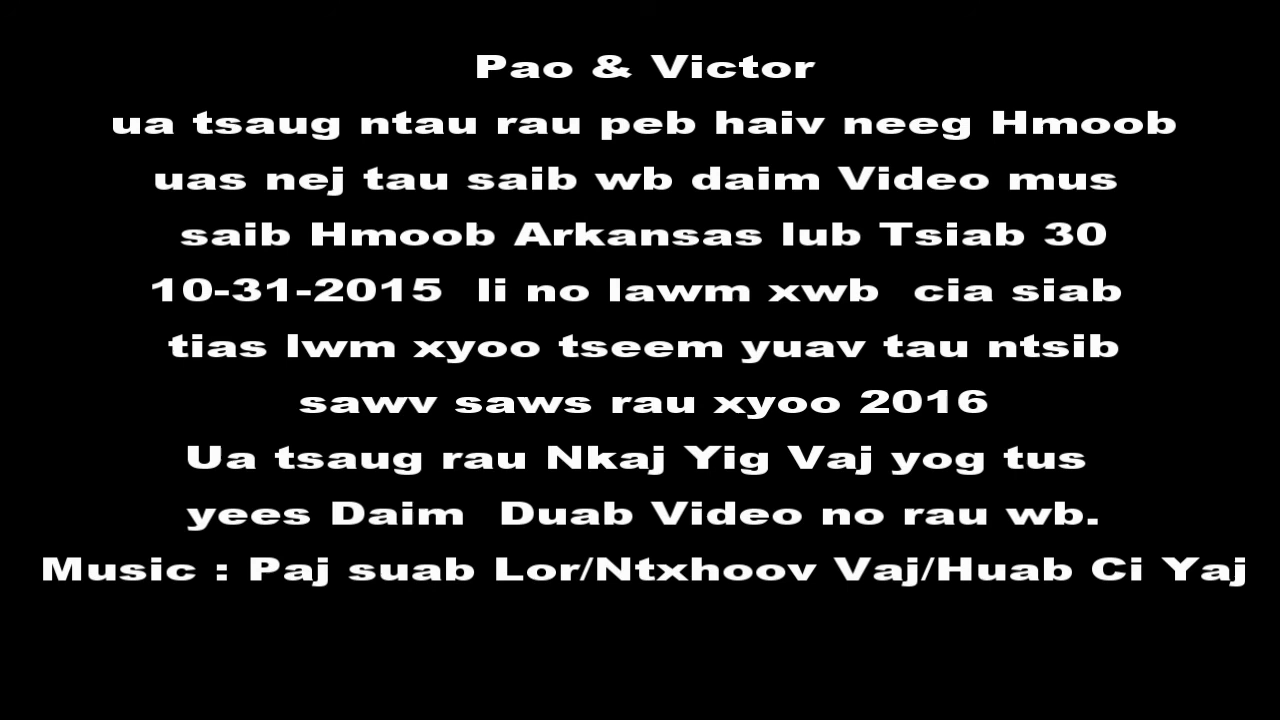 Pao & Victor
ua tsaug ntau rau peb haiv neeg Hmoob
uas nej tau saib wb daim Video mus
saib Hmoob Arkansas lub Tsiab 30
10-31-2015 li no lawm xwb cia siab
tias lwm xyoo tseem yuav tau ntsib
sawv saws rau xyoo 2016
Ua tsaug rau Nkaj Yig Vaj yog tus
yees Daim Duab Video no rau wb.
Music : Paj suab Lor/Ntxhoov Vaj/Huab Ci Yaj